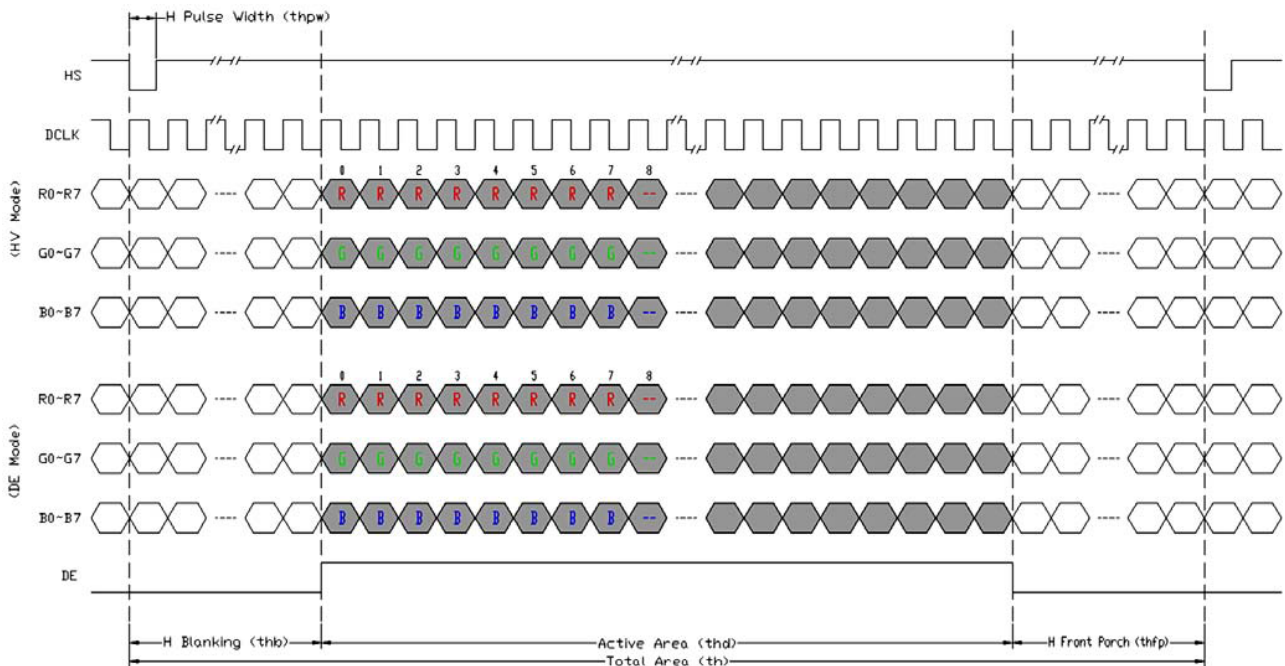 H Pulse Width (thpw)
HS
DCLK
(HV Mode)
0 1 2 3 4 5 6 7 8
R0~R7 ---- R R R R R R R R -- ---- ----
G0~G7 ---- G G G G G G G G -- ---- ----
B0~B7 ---- B B B B B B B B -- ---- ----
(DE Mode)
0 1 2 3 4 5 6 7 8
R0~R7 ---- R R R R R R R R -- ---- ----
G0~G7 ---- G G G G G G G G -- ---- ----
B0~B7 ---- B B B B B B B B -- ---- ----
DE
H Blanking (thb) Active Area (thd) H Front Porch (thfp)
Total Area (th)